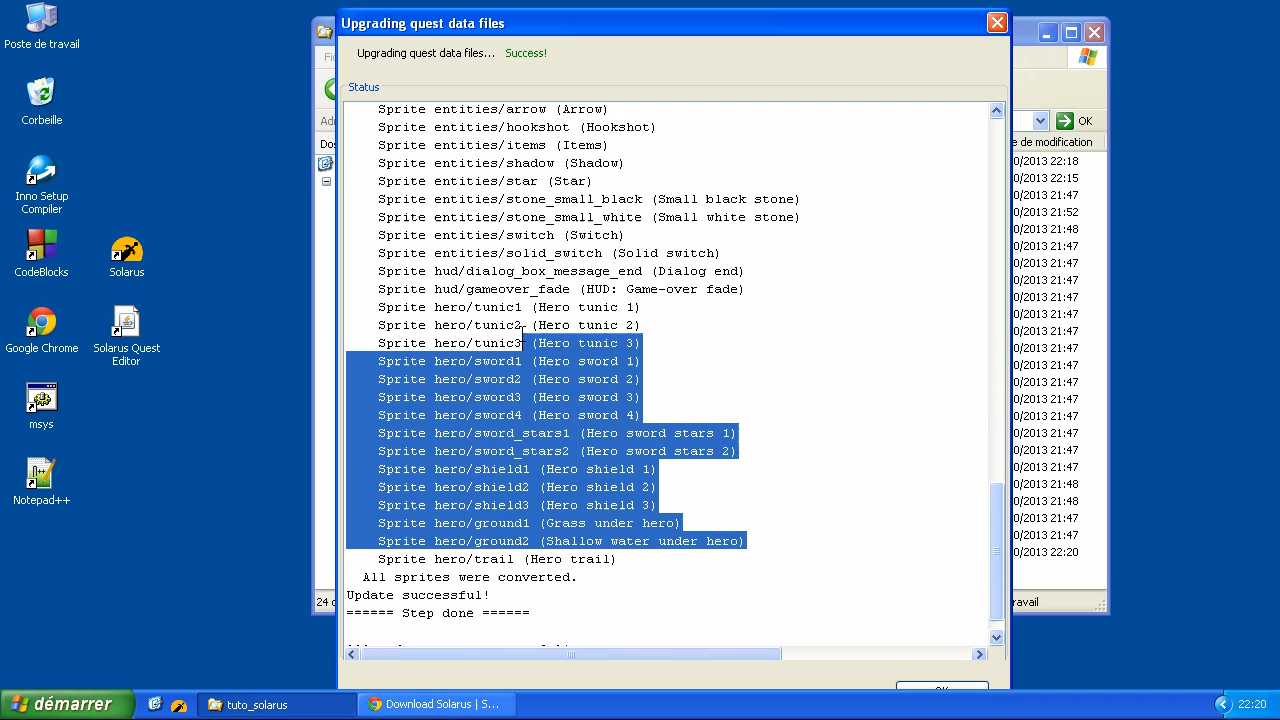 Poste de travail
Corbeille
Inno Setup
Compiler
CodeBlocks
Solarus
Google Chrome
Solarus Quest
Editor
msys
Notepad++
Upgrading quest data files
Upgrading quest data files... Success!
Status
Sprite entities/arrow (Arrow)
Sprite entities/hookshot (Hookshot)
Sprite entities/items (Items)
Sprite entities/shadow (Shadow)
Sprite entities/star (Star)
Sprite entities/stone_small_black (Small black stone)
Sprite entities/stone_small_white (Small white stone)
Sprite entities/switch (Switch)
Sprite entities/solid_switch (Solid switch)
Sprite hud/dialog_box_message_end (Dialog end)
Sprite hud/gameover_fade (HUD: Game-over fade)
Sprite hero/tunic1 (Hero tunic 1)
Sprite hero/tunic2 (Hero tunic 2)
Sprite hero/tunic3 (Hero tunic 3)
Sprite hero/sword1 (Hero sword 1)
Sprite hero/sword2 (Hero sword 2)
Sprite hero/sword3 (Hero sword 3)
Sprite hero/sword4 (Hero sword 4)
Sprite hero/sword_stars1 (Hero sword stars 1)
Sprite hero/sword_stars2 (Hero sword stars 2)
Sprite hero/shield1 (Hero shield 1)
Sprite hero/shield2 (Hero shield 2)
Sprite hero/shield3 (Hero shield 3)
Sprite hero/ground1 (Grass under hero)
Sprite hero/ground2 (Shallow water under hero)
Sprite hero/trail (Hero trail)
All sprites were converted.
Update successful!
====== Step done ======
Fic
Adr
Dos
24 o
OK
e de modification
0/2013 22:18
0/2013 22:15
0/2013 21:47
0/2013 21:52
0/2013 21:48
0/2013 21:47
0/2013 21:47
0/2013 21:47
0/2013 21:47
0/2013 21:47
0/2013 21:47
0/2013 21:47
0/2013 21:47
0/2013 21:47
0/2013 21:47
0/2013 21:47
0/2013 21:47
0/2013 21:47
0/2013 21:47
0/2013 21:48
0/2013 21:48
0/2013 21:47
0/2013 21:47
0/2013 22:20
ravail
démarrer
tuto_solarus
Download Solarus | S...
22:20